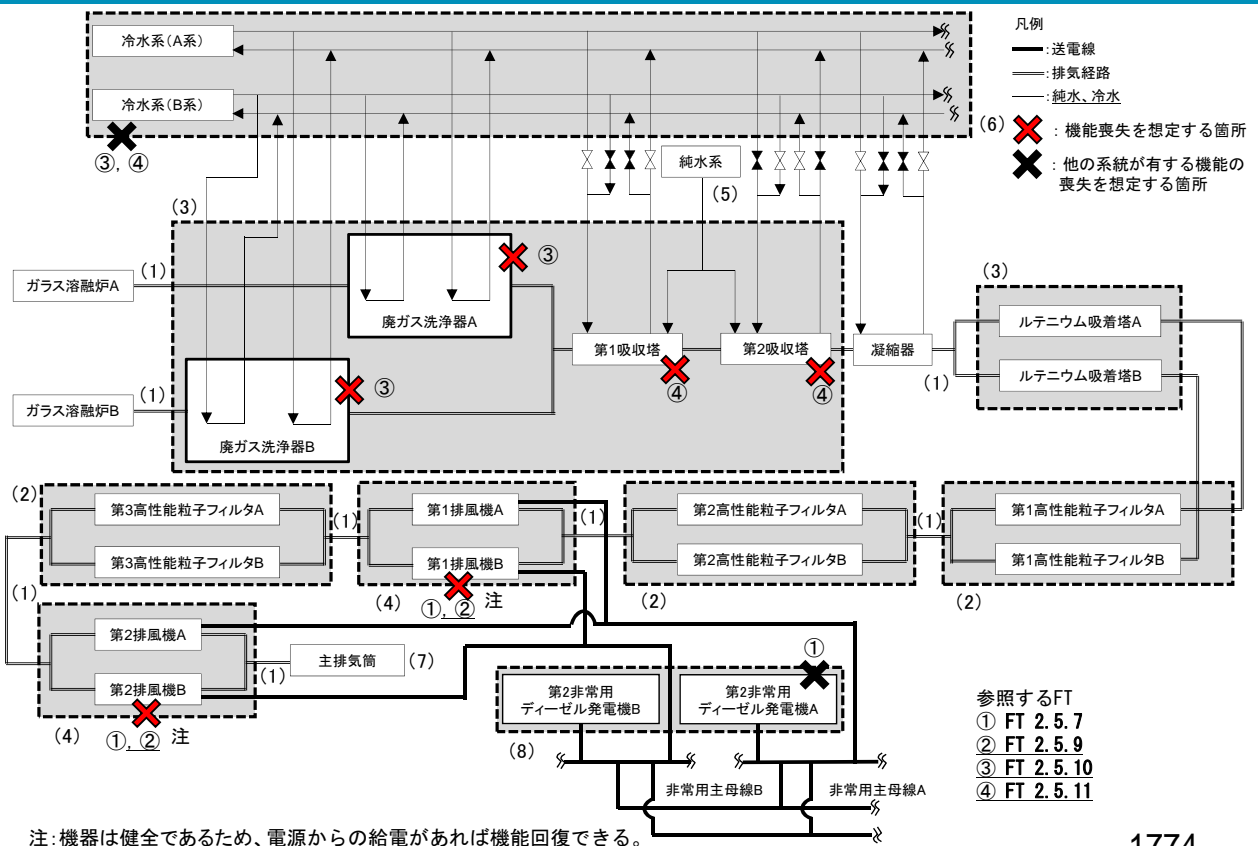 冷水系(A系)
冷水系(B系)
③, ④
凡例
:送電線
:排気経路
:純水、冷水
(6)
:機能喪失を想定する箇所
:他の系統が有する機能の
喪失を想定する箇所
純水系
(5)
(3)
ガラス溶融炉A
(1)
廃ガス洗浄器A
③
ガラス溶融炉B
(1)
廃ガス洗浄器B
③
第1吸収塔
④
第2吸収塔
④
凝縮器
(1)
(3)
ルテニウム吸着塔A
ルテニウム吸着塔B
(2)
第3高性能粒子フィルタA
第3高性能粒子フィルタB
(1)
第1排風機A
第1排風機B
(4)
①, ② 注
(1)
第2高性能粒子フィルタA
第2高性能粒子フィルタB
(2)
(1)
第1高性能粒子フィルタA
第1高性能粒子フィルタB
(2)
(1)
第2排風機A
第2排風機B
(4)
①, ② 注
(1)
主排気筒
(7)
①
第2非常用
ディーゼル発電機B
第2非常用
ディーゼル発電機A
(8)
非常用主母線B
非常用主母線A
参照するFT
① FT 2.5.7
② FT 2.5.9
③ FT 2.5.10
④ FT 2.5.11
注:機器は健全であるため、電源からの給電があれば機能回復できる。
1774